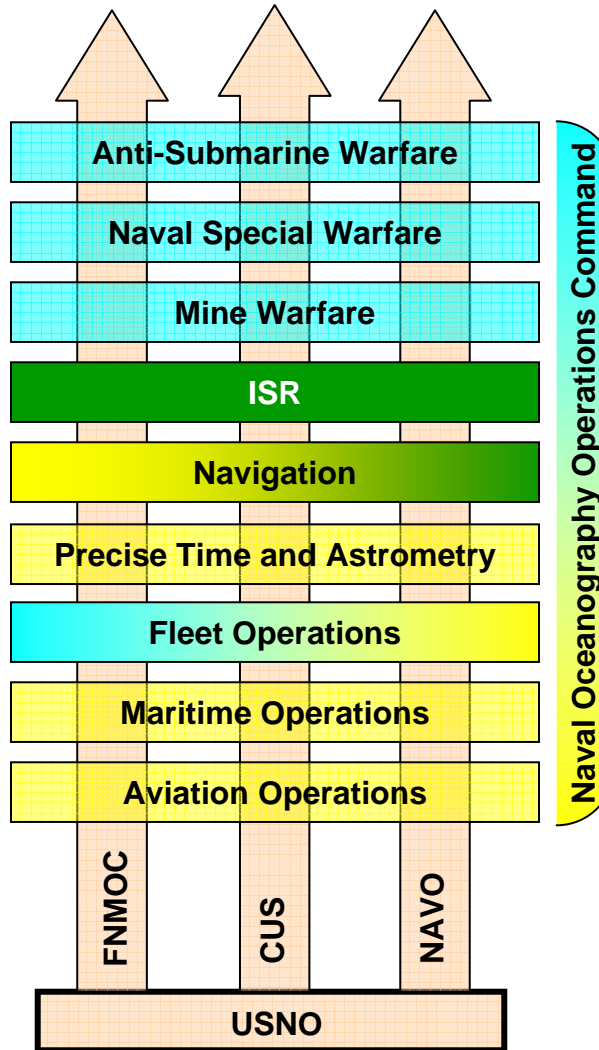 Anti-Submarine Warfare
Naval Special Warfare
Mine Warfare
ISR
Navigation
Precise Time and Astrometry
Fleet Operations
Maritime Operations
Aviation Operations
Naval Oceanography Operations Command
FNMOC
CUS
NAVO
USNO